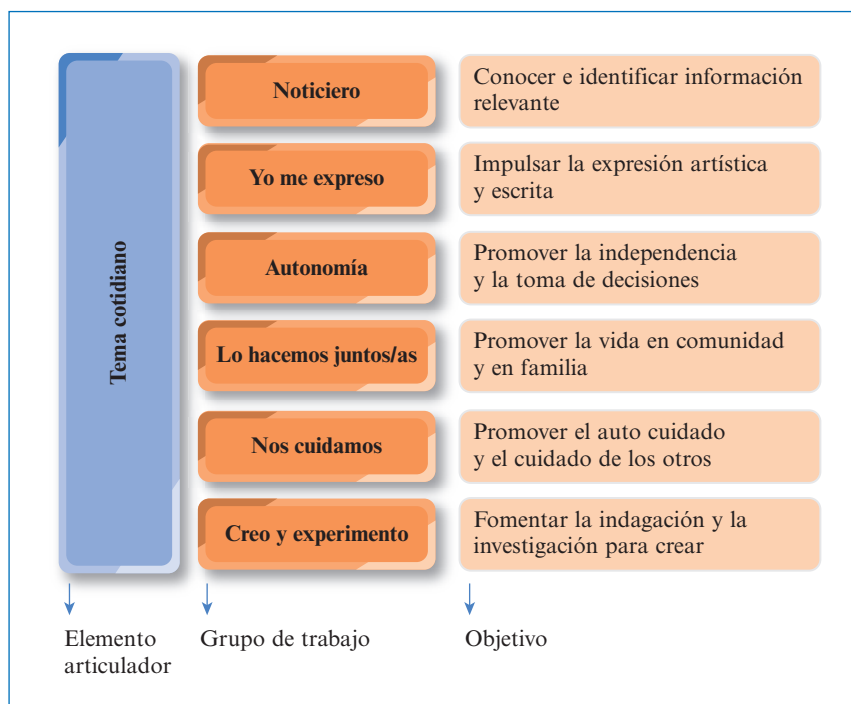 Tema cotidiano
Noticiero
Conocer e identificar información
relevante
Yo me expreso
Impulsar la expresión artística
y escrita
Autonomía
Promover la independencia
y la toma de decisiones
Lo hacemos juntos/as
Promover la vida en comunidad
y en familia
Nos cuidamos
Promover el auto cuidado
y el cuidado de los otros
Creo y experimento
Fomentar la indagación y la
investigación para crear
Elemento
articulador
Grupo de trabajo
Objetivo